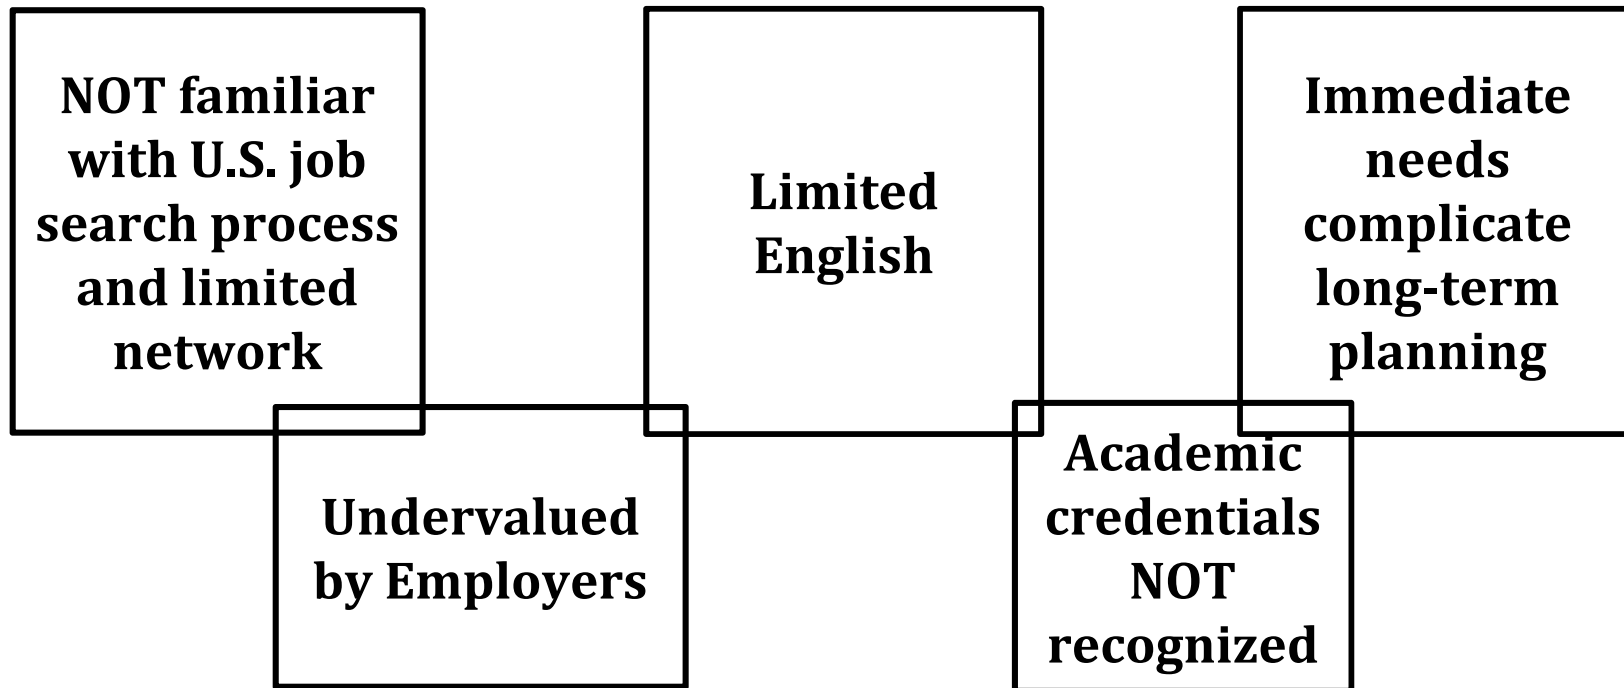 NOT familiar
with U.S. job
search process
and limited
network
Limited
English
Immediate
needs
complicate
long-term
planning
Undervalued
by Employers
Academic
credentials
NOT
recognized